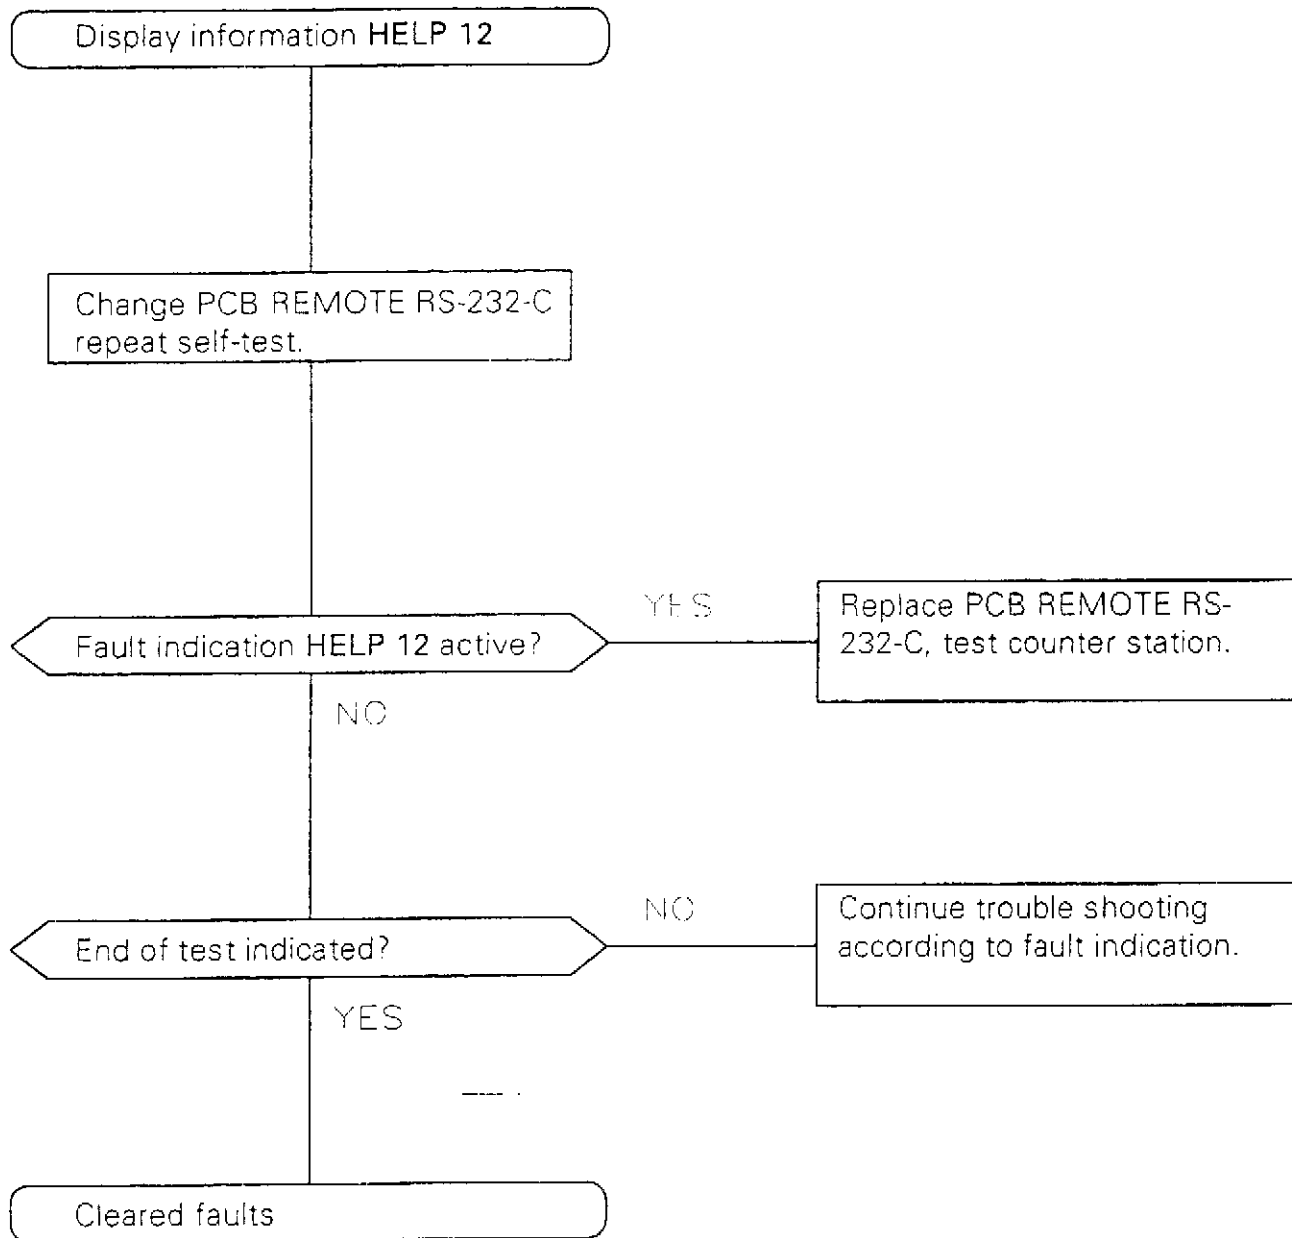 Display information HELP 12
Change PCB REMOTE RS-232-C
repeat self-test.
Fault indication HELP 12 active?
YES
Replace PCB REMOTE RS-
232-C, test counter station.
NO
End of test indicated?
NO
Continue trouble shooting
according to fault indication.
YES
Cleared faults